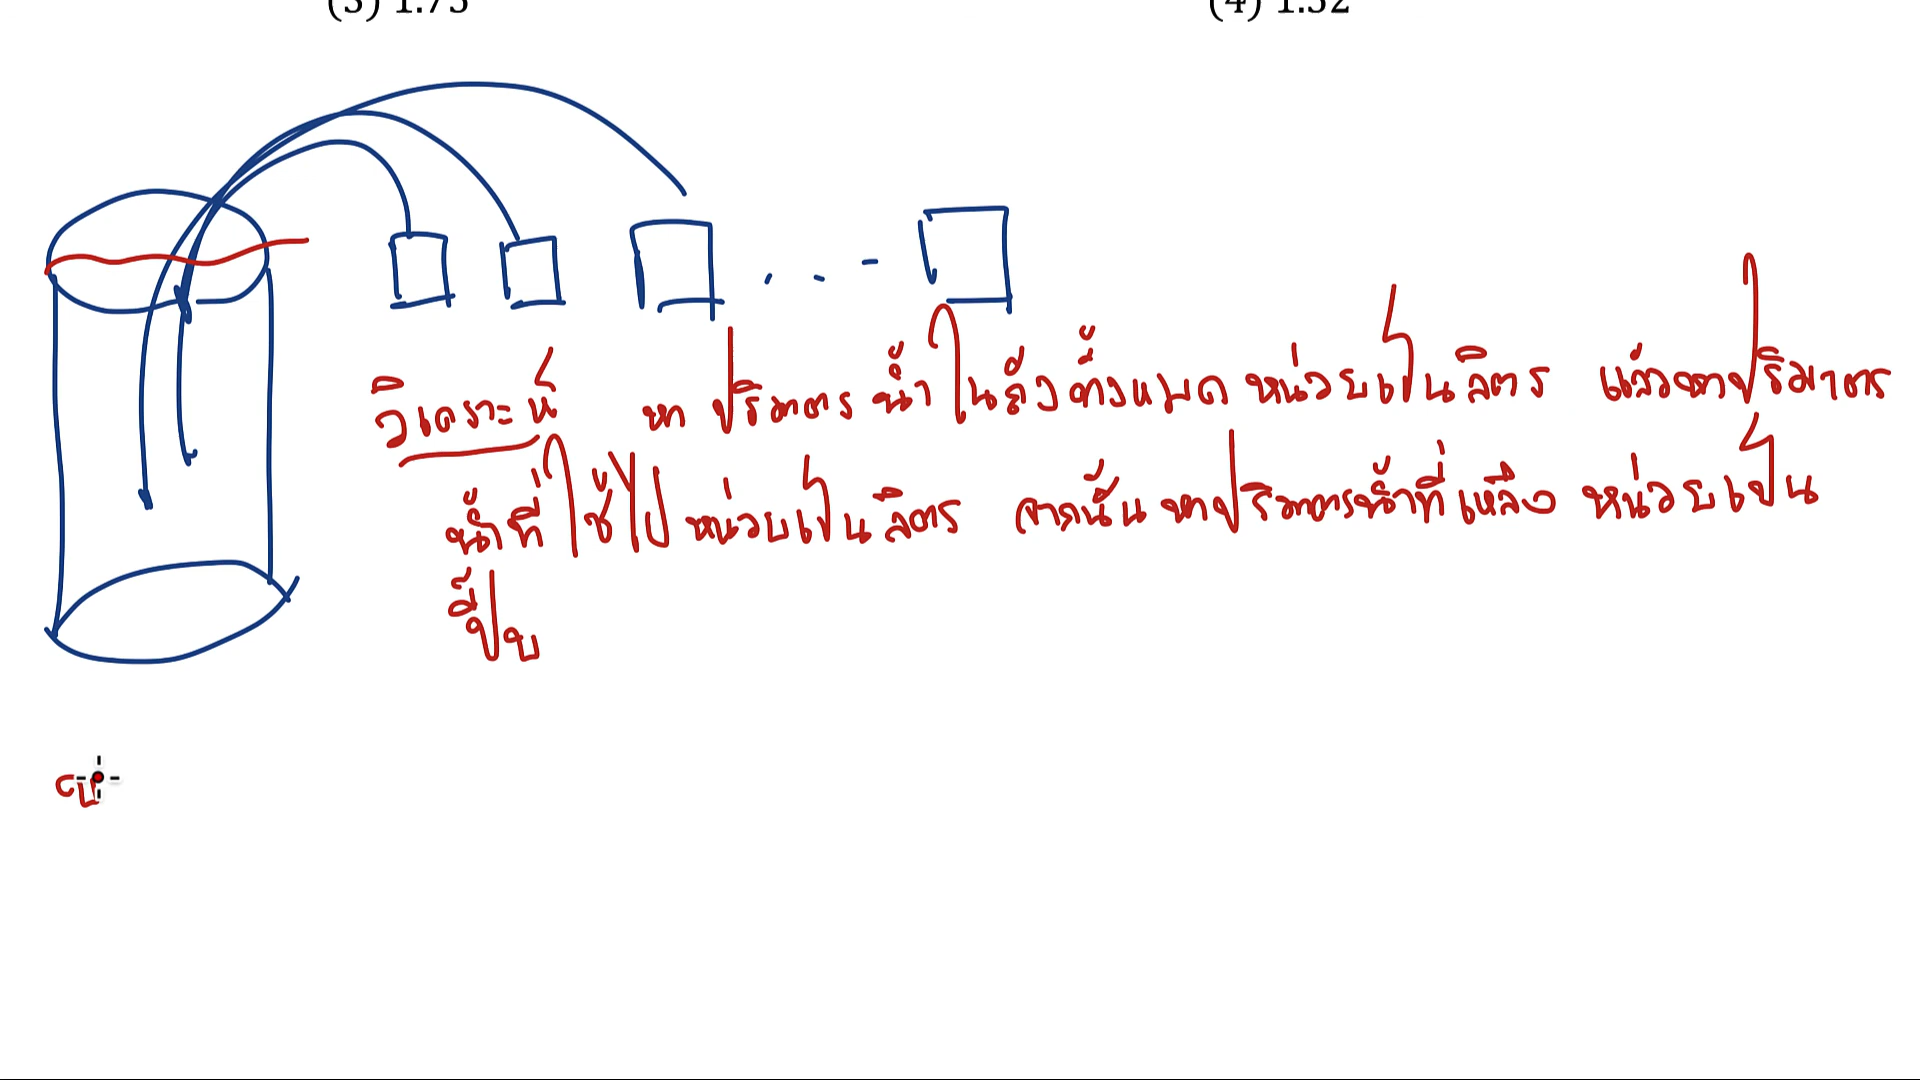 (3) 1.75 (4) 1.52
วิเคราะห์ หาปริมาตรน้ำในถังทั้งหมด หน่วยเป็นลิตร แล้วหาปริมาตร
น้ำที่ใช้ไปหน่วยเป็นลิตร จากนั้นหาปริมาตรน้ำที่เหลือ หน่วยเป็น
ปี๊บ